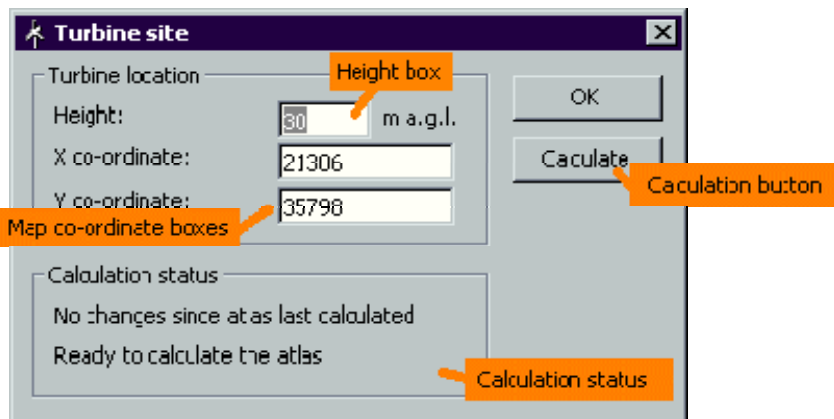 Turbine site
Turbine location
Height box
Height:
30
m a.g.l.
OK
X co-ordinate:
21306
Caculate
Caculation button
Y co-ordinate:
35798
Map co-ordinate boxes
Calculation status
No changes since atas last calculated
Ready to calculate the atlas
Calculation status